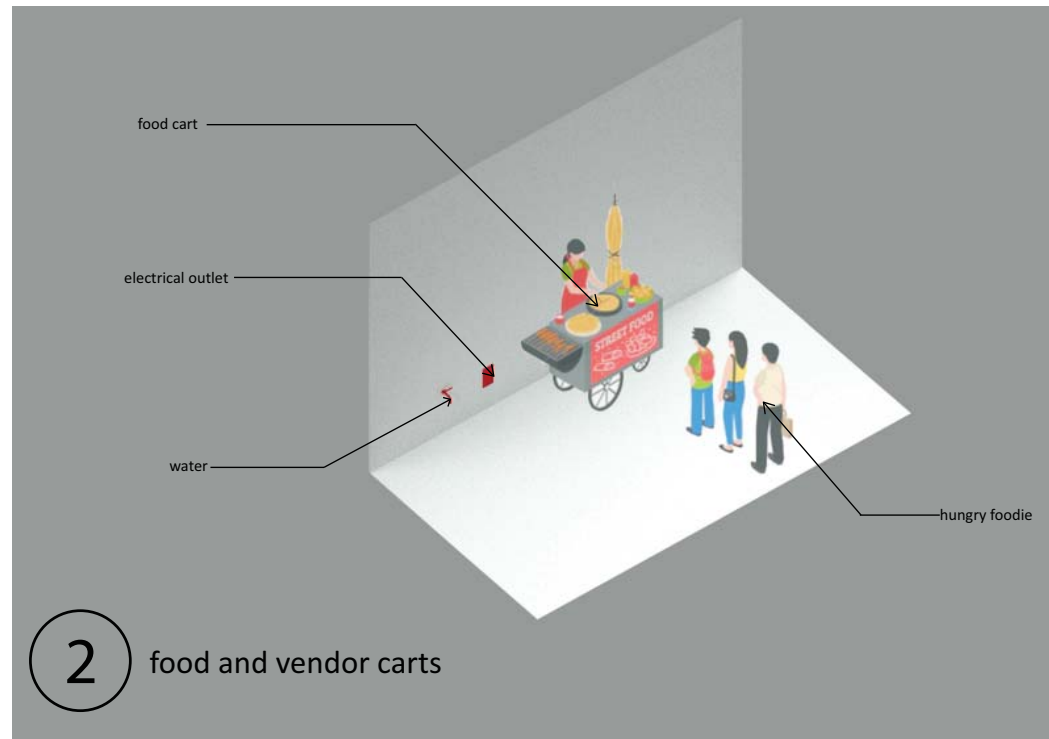 food cart
electrical outlet
STREET FOOD
water
hungry foodie
2
food and vendor carts